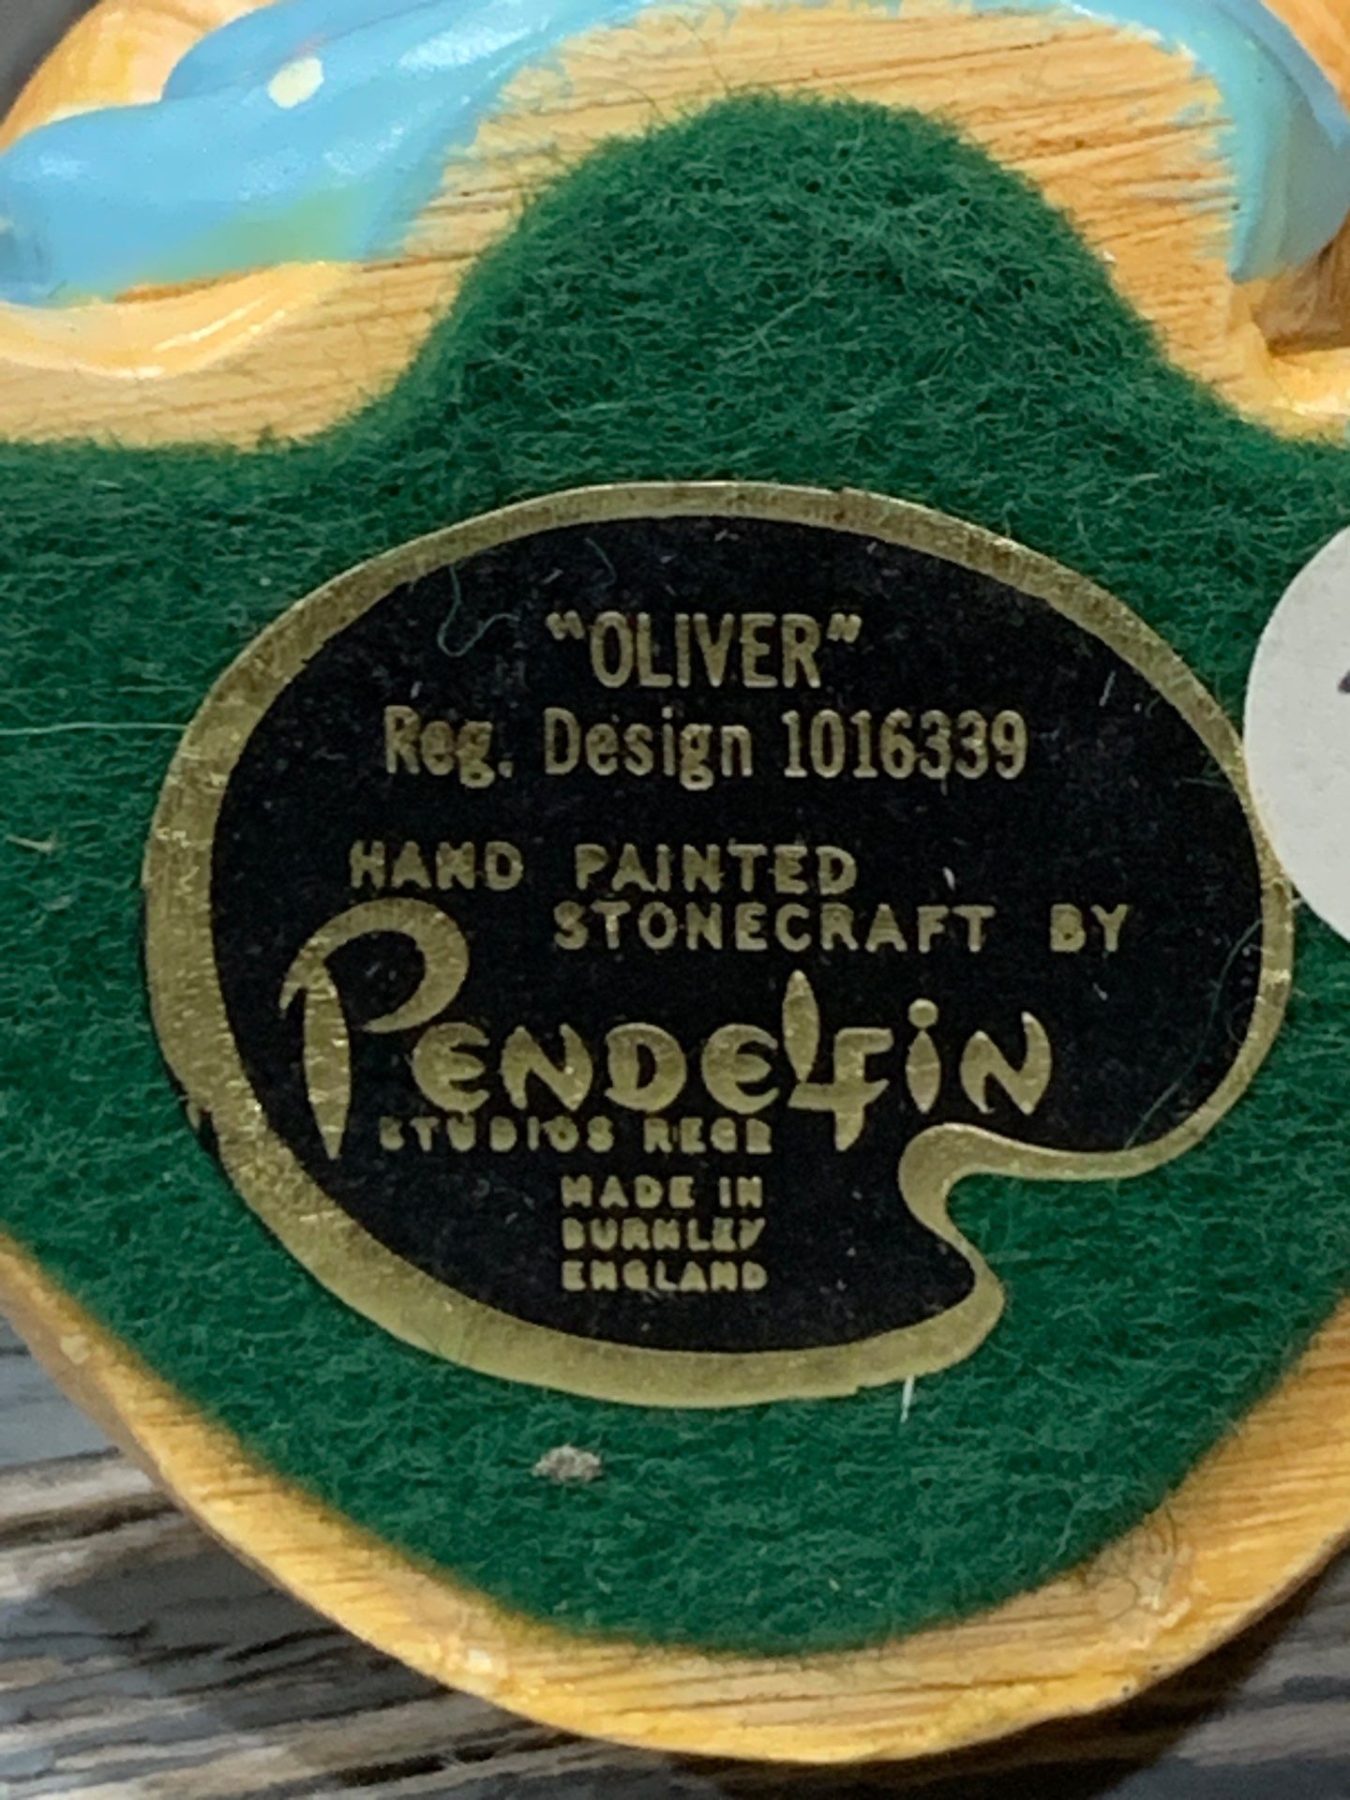 "OLIVER"
Reg. Design 1016339
HAND PAINTED
STONECRAFT BY
PENDELFIN
STUDIOS REGD
MADE IN
BURNLEY
ENGLAND